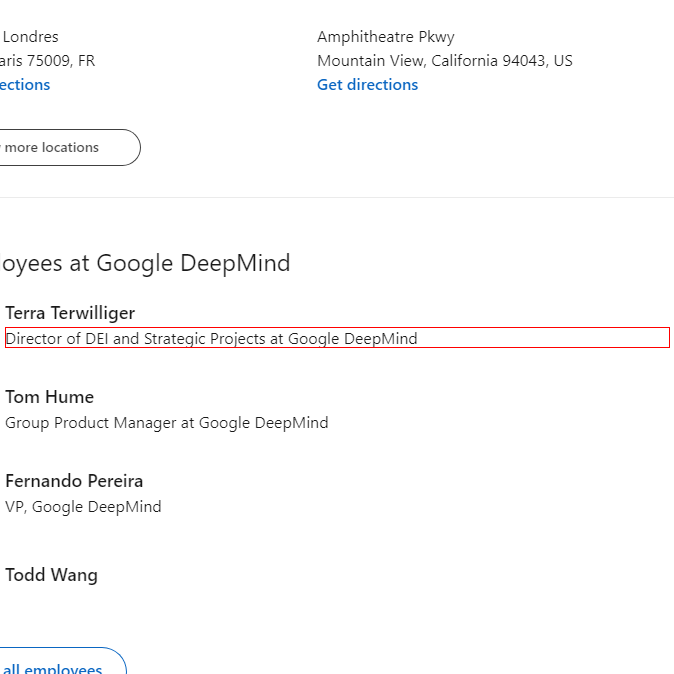 Londres
aris 75009, FR
ections
more locations
Amphitheatre Pkwy
Mountain View, California 94043, US
Get directions
oyees at Google DeepMind
Terra Terwilliger
Director of DEI and Strategic Projects at Google DeepMind
Tom Hume
Group Product Manager at Google DeepMind
Fernando Pereira
VP, Google DeepMind
Todd Wang
all employees